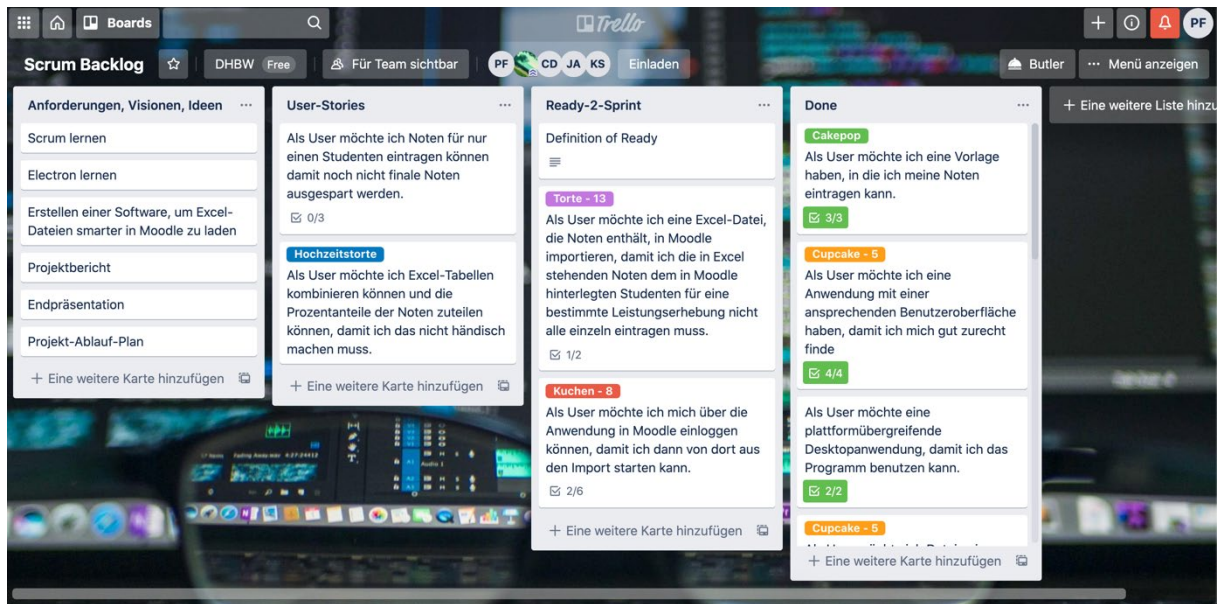 Boards
Trello
PF
Scrum Backlog
DHBW Free
Für Team sichtbar
PF CD JA KS
Einladen
Butler
Menü anzeigen
Anforderungen, Visionen, Ideen
Scrum lernen
Electron lernen
Erstellen einer Software, um Excel-
Dateien smarter in Moodle zu laden
Projektbericht
Endpräsentation
Projekt-Ablauf-Plan
+ Eine weitere Karte hinzufügen
User-Stories
Als User möchte ich Noten für nur
einen Studenten eintragen können
damit noch nicht finale Noten
ausgespart werden.
0/3
Hochzeitstorte
Als User möchte ich Excel-Tabellen
kombinieren können und die
Prozentanteile der Noten zuteilen
können, damit ich das nicht händisch
machen muss.
+ Eine weitere Karte hinzufügen
Ready-2-Sprint
Definition of Ready
Torte - 13
Als User möchte ich eine Excel-Datei,
die Noten enthält, in Moodle
importieren, damit ich die in Excel
stehenden Noten dem in Moodle
hinterlegten Studenten für eine
bestimmte Leistungserhebung nicht
alle einzeln eintragen muss.
1/2
Kuchen - 8
Als User möchte ich mich über die
Anwendung in Moodle einloggen
können, damit ich dann von dort aus
den Import starten kann.
2/6
+ Eine weitere Karte hinzufügen
Done
Cakepop
Als User möchte ich eine Vorlage
haben, in die ich meine Noten
eintragen kann.
3/3
Cupcake - 5
Als User möchte ich eine
Anwendung mit einer
ansprechenden Benutzeroberfläche
haben, damit ich mich gut zurecht
finde
4/4
Als User möchte eine
plattformübergreifende
Desktopanwendung, damit ich das
Programm benutzen kann.
2/2
Cupcake - 5
+ Eine weitere Karte hinzufügen
+ Eine weitere Liste hinzu